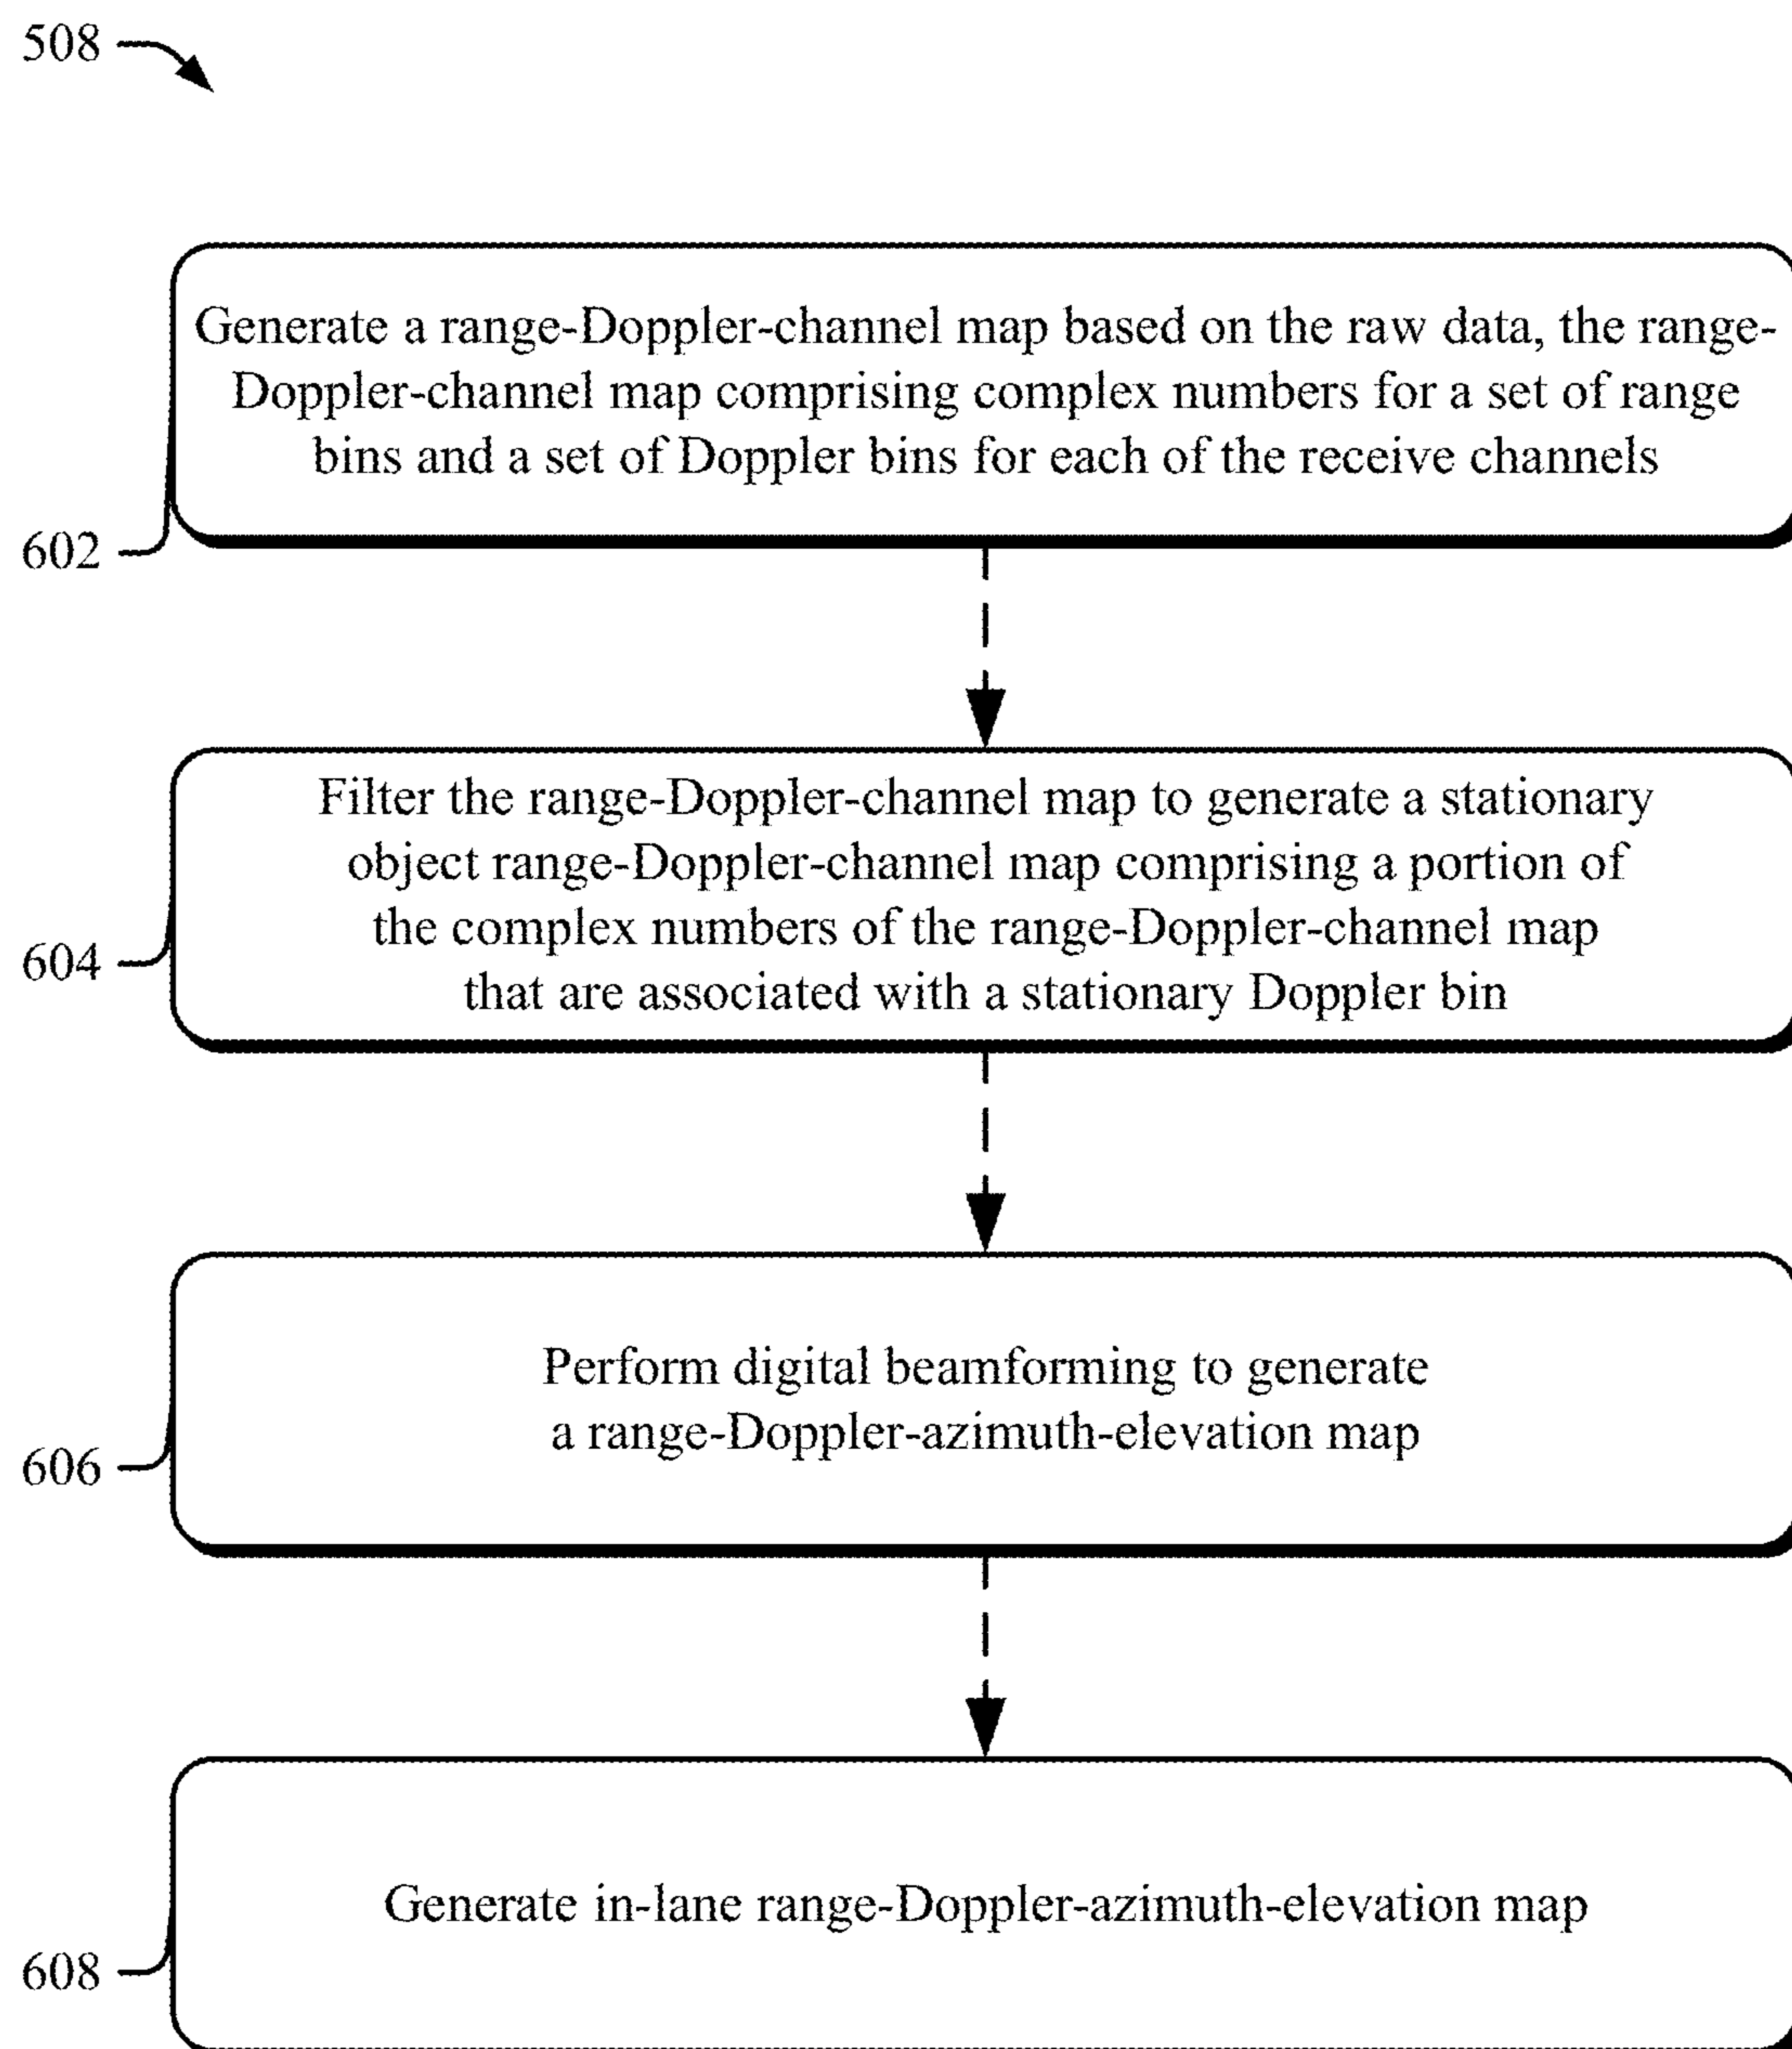 508
Generate a range-Doppler-channel map based on the raw data, the range-
Doppler-channel map comprising complex numbers for a set of range
bins and a set of Doppler bins for each of the receive channels
602
Filter the range-Doppler-channel map to generate a stationary
object range-Doppler-channel map comprising a portion of
the complex numbers of the range-Doppler-channel map
that are associated with a stationary Doppler bin
604
Perform digital beamforming to generate
a range-Doppler-azimuth-elevation map
606
Generate in-lane range-Doppler-azimuth-elevation map
608